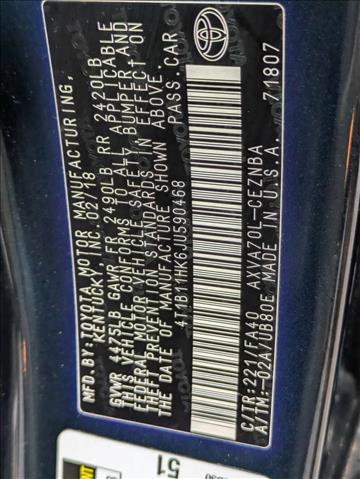 MFD.BY:TOYOTA MOTOR MANUFACTURING,
KENTUCKY, INC. 02/18
GVWR 4475LB GAWR FR 2490LB RR 2420LB
THIS VEHICLE CONFORMS TO ALL APPLICABLE
FEDERAL MOTOR VEHICLE SAFETY, BUMPER, AND
THEFT PREVENTION STANDARDS IN EFFECT ON
THE DATE OF MANUFACTURE SHOWN ABOVE.
4T1B11HK6JU590468 PASS.CAR
C/TR:221/FA40 AXVA70L-CEZNBA
A/TM:-02A/UB80E MADE IN U.S.A. 71807
51